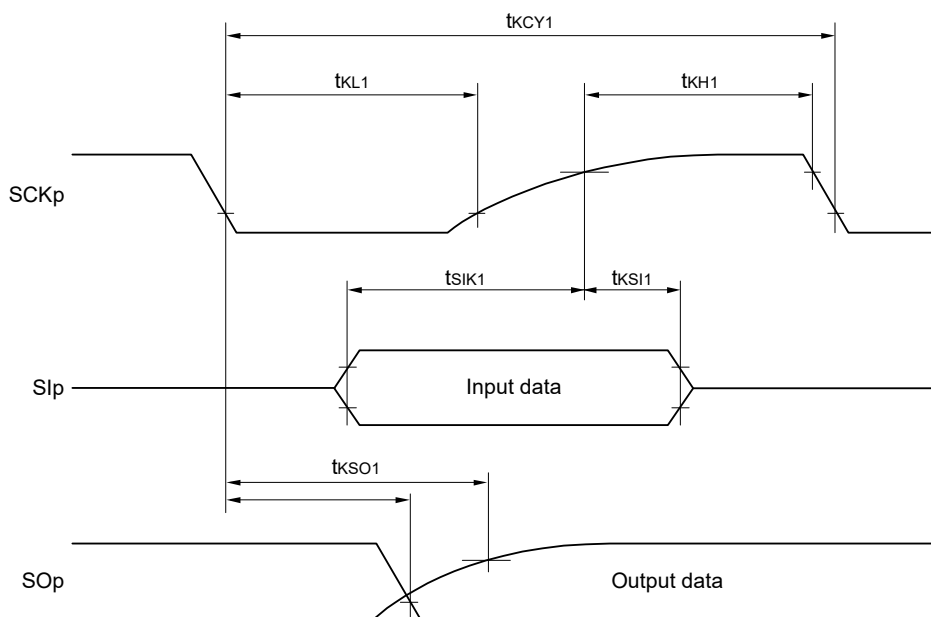 tKCY1
tKL1
tKH1
SCKp
tSIK1
tKSI1
SIp
Input data
tKSO1
SOp
Output data